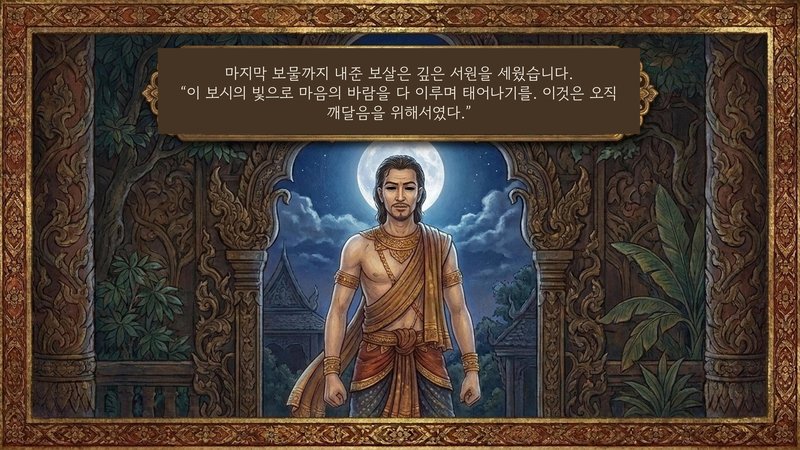 마지막 보물까지 내준 보살은 깊은 서원을 세웠습니다.
“이 보시의 빛으로 마음의 바람을 다 이루며 태어나기를. 이것은 오직
깨달음을 위해서였다.”